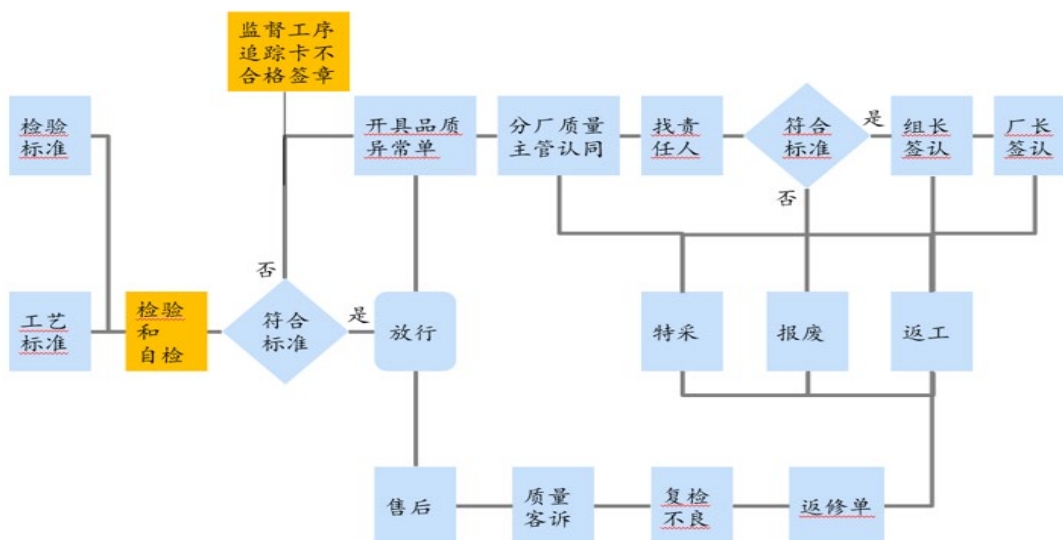 监督工序
追踪卡不
合格签章
检验
标准
开具品质
异常单
分厂质量
主管认同
找责
任人
符合
标准
是
组长
签认
厂长
签认
否
否
工艺
标准
检验
和
自检
符合
标准
是
放行
特采
报废
返工
售后
质量
客诉
复检
不良
返修单